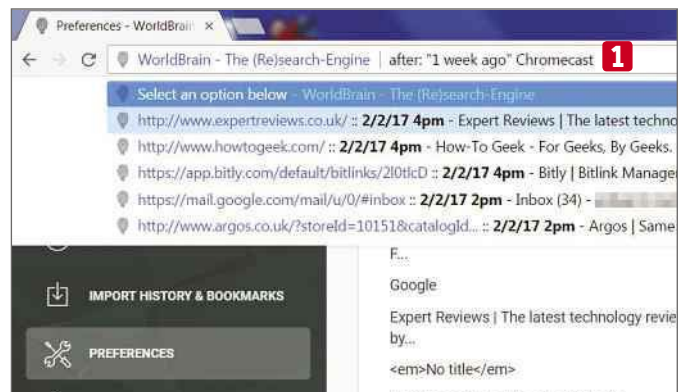 Preferences - WorldBrain ×
WorldBrain - The (Re)search-Engine | after: "1 week ago" Chromecast 1
Select an option below - WorldBrain - The (Re)search-Engine
http://www.expertreviews.co.uk/ :: 2/2/17 4pm - Expert Reviews | The latest techno
http://www.howtogeek.com/ :: 2/2/17 4pm - How-To Geek - For Geeks, By Geeks.
https://app.bitly.com/default/bitlinks/2l0tlcD :: 2/2/17 4pm - Bitly | Bitlink Manage
https://mail.google.com/mail/u/0/#inbox :: 2/2/17 2pm - Inbox (34) -
http://www.argos.co.uk/?storeId=10151&catalogId... :: 2/2/17 2pm - Argos | Same
F...
Google
IMPORT HISTORY & BOOKMARKS
Expert Reviews | The latest technology revie
by...
PREFERENCES
<em>No title</em>